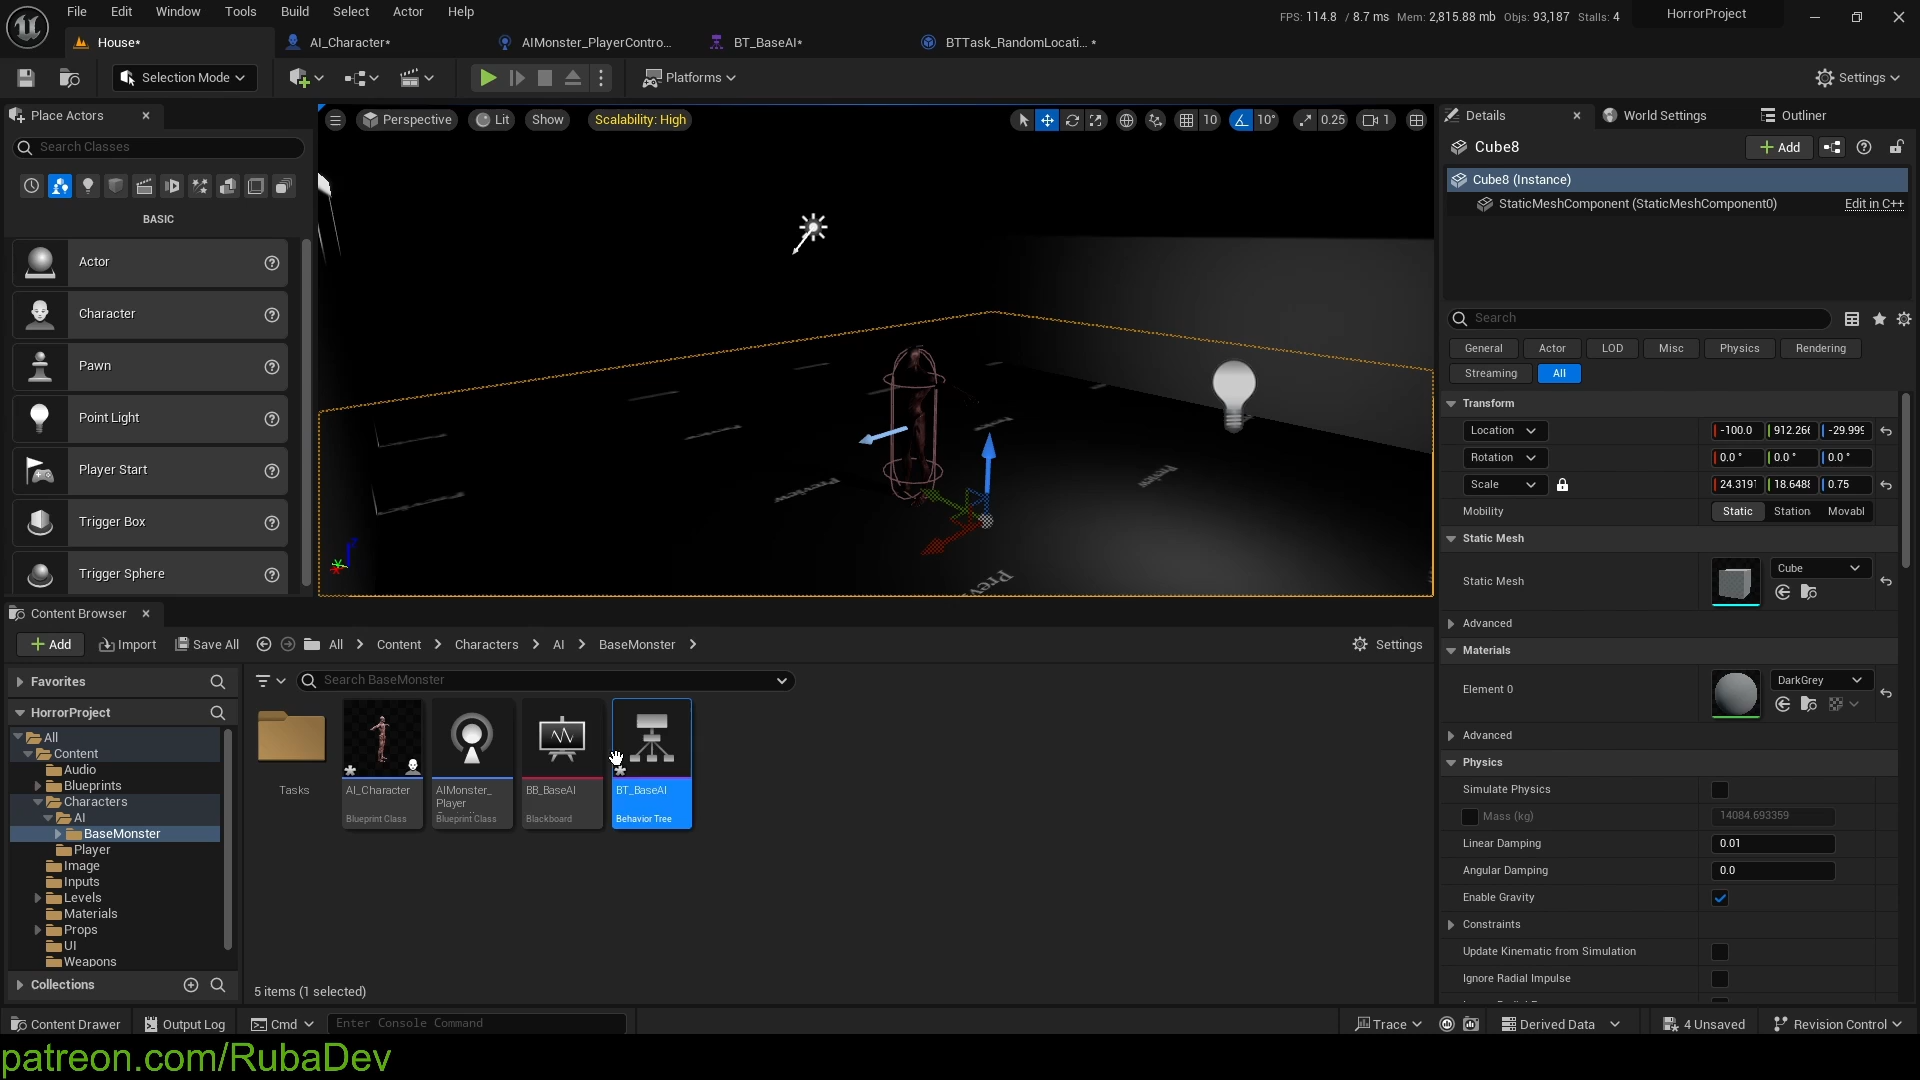 File Edit Window Tools Build Select Actor Help
FPS: 114.8 / 8.7 ms Mem: 2,815.88 mb Objs: 93,187 Stalls: 4
HorrorProject
House*
AI_Character*
AIMonster_PlayerContro...
BT_BaseAI*
BTTask_RandomLocati... *
Selection Mode
Platforms
Settings
Place Actors
Search Classes
BASIC
Actor
Character
Pawn
Point Light
Player Start
Trigger Box
Trigger Sphere
Perspective
Lit
Show
Scalability: High
10
10°
0.25
1
Preview
Preview
Details
World Settings
Outliner
Cube8
Add
Cube8 (Instance)
StaticMeshComponent (StaticMeshComponent0)
Edit in C++
Search
General
Actor
LOD
Misc
Physics
Rendering
Streaming
All
Transform
Location
-100.0
912.266
-29.999
Rotation
0.0 °
0.0 °
0.0 °
Scale
24.3197
18.6488
0.75
Mobility
Static
Station
Movabl
Static Mesh
Static Mesh
Cube
Advanced
Materials
Element 0
DarkGrey
Advanced
Physics
Simulate Physics
Mass (kg)
14084.693359
Linear Damping
0.01
Angular Damping
0.0
Enable Gravity
Constraints
Update Kinematic from Simulation
Ignore Radial Impulse
Content Browser
Add
Import
Save All
All
Content
Characters
AI
BaseMonster
Settings
Favorites
HorrorProject
All
Content
Audio
Blueprints
Characters
AI
BaseMonster
Player
Image
Inputs
Levels
Materials
Props
UI
Weapons
Collections
Search BaseMonster
Tasks
AI_Character
Blueprint Class
AIMonster_
Player
Blueprint Class
BB_BaseAI
Blackboard
BT_BaseAI
Behavior Tree
5 items (1 selected)
Content Drawer
Output Log
Cmd
Enter Console Command
Trace
Derived Data
4 Unsaved
Revision Control
patreon.com/RubaDev